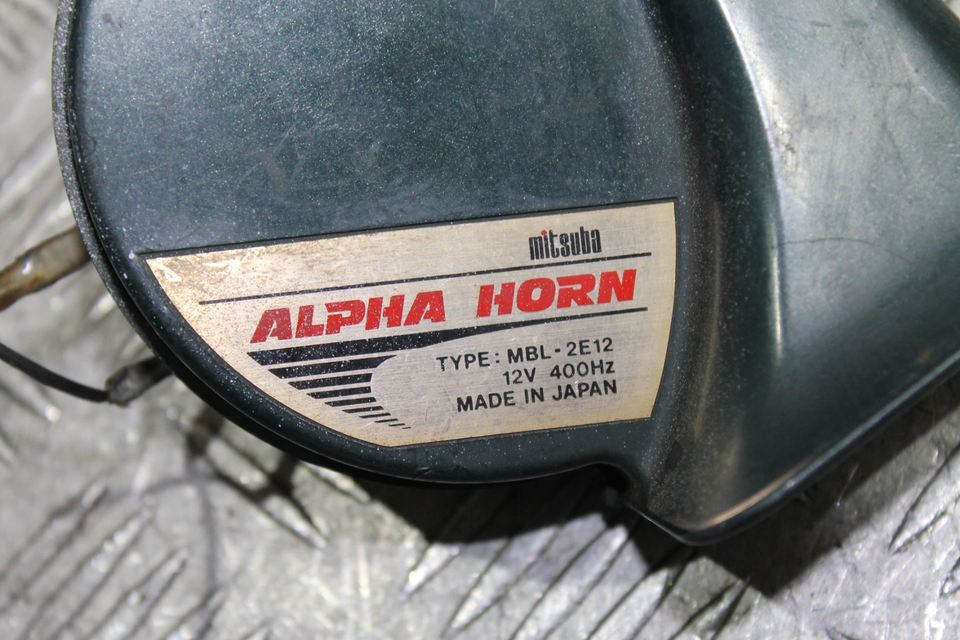 mitsuba
ALPHA HORN
TYPE: MBL-2E12
12V 400Hz
MADE IN JAPAN